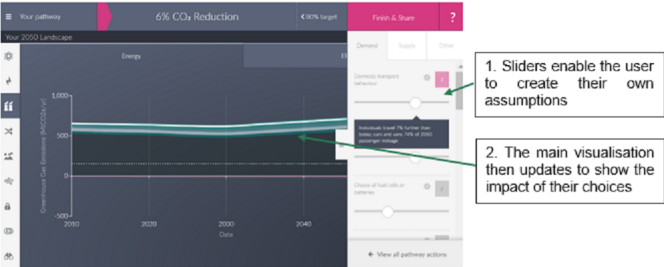 Your pathway
6% CO₂ Reduction
< 80% target
Finish & Share
?
Your 2050 Landscape
Energy
Demand
Supply
Other
Domestic transport
behaviour
Individuals travel 7% further than
today cars and vans 74% of 2050
passenger mileage
Choice of fuel cells or
batteries
← View all pathway actions
Greenhouse Gas Emissions (MtCO2e/yr)
1,000
500
0
-500
2010
2020
2030
2040
Date
1. Sliders enable the user
to create their own
assumptions
2. The main visualisation
then updates to show the
impact of their choices